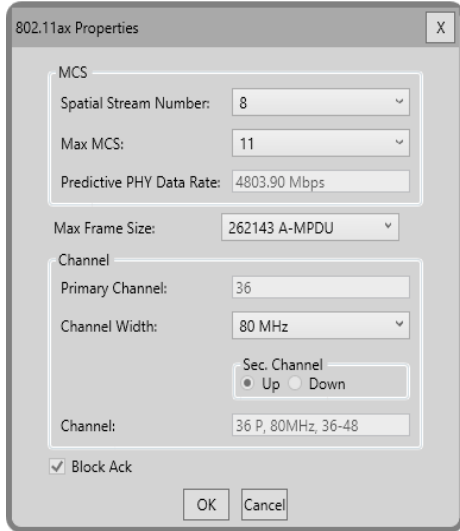 802.11ax Properties X
MCS
Spatial Stream Number: 8
Max MCS: 11
Predictive PHY Data Rate: 4803.90 Mbps
Max Frame Size: 262143 A-MPDU
Channel
Primary Channel: 36
Channel Width: 80 MHz
Sec. Channel
Up Down
Channel: 36 P, 80MHz, 36-48
Block Ack
OK Cancel